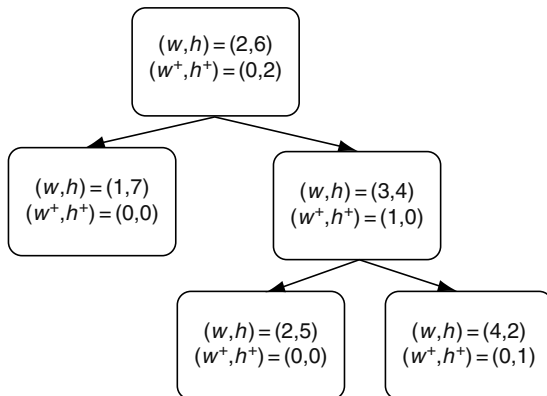 (w,h) = (2,6)
(w⁺,h⁺) = (0,2)
(w,h) = (1,7)
(w⁺,h⁺) = (0,0)
(w,h) = (3,4)
(w⁺,h⁺) = (1,0)
(w,h) = (2,5)
(w⁺,h⁺) = (0,0)
(w,h) = (4,2)
(w⁺,h⁺) = (0,1)